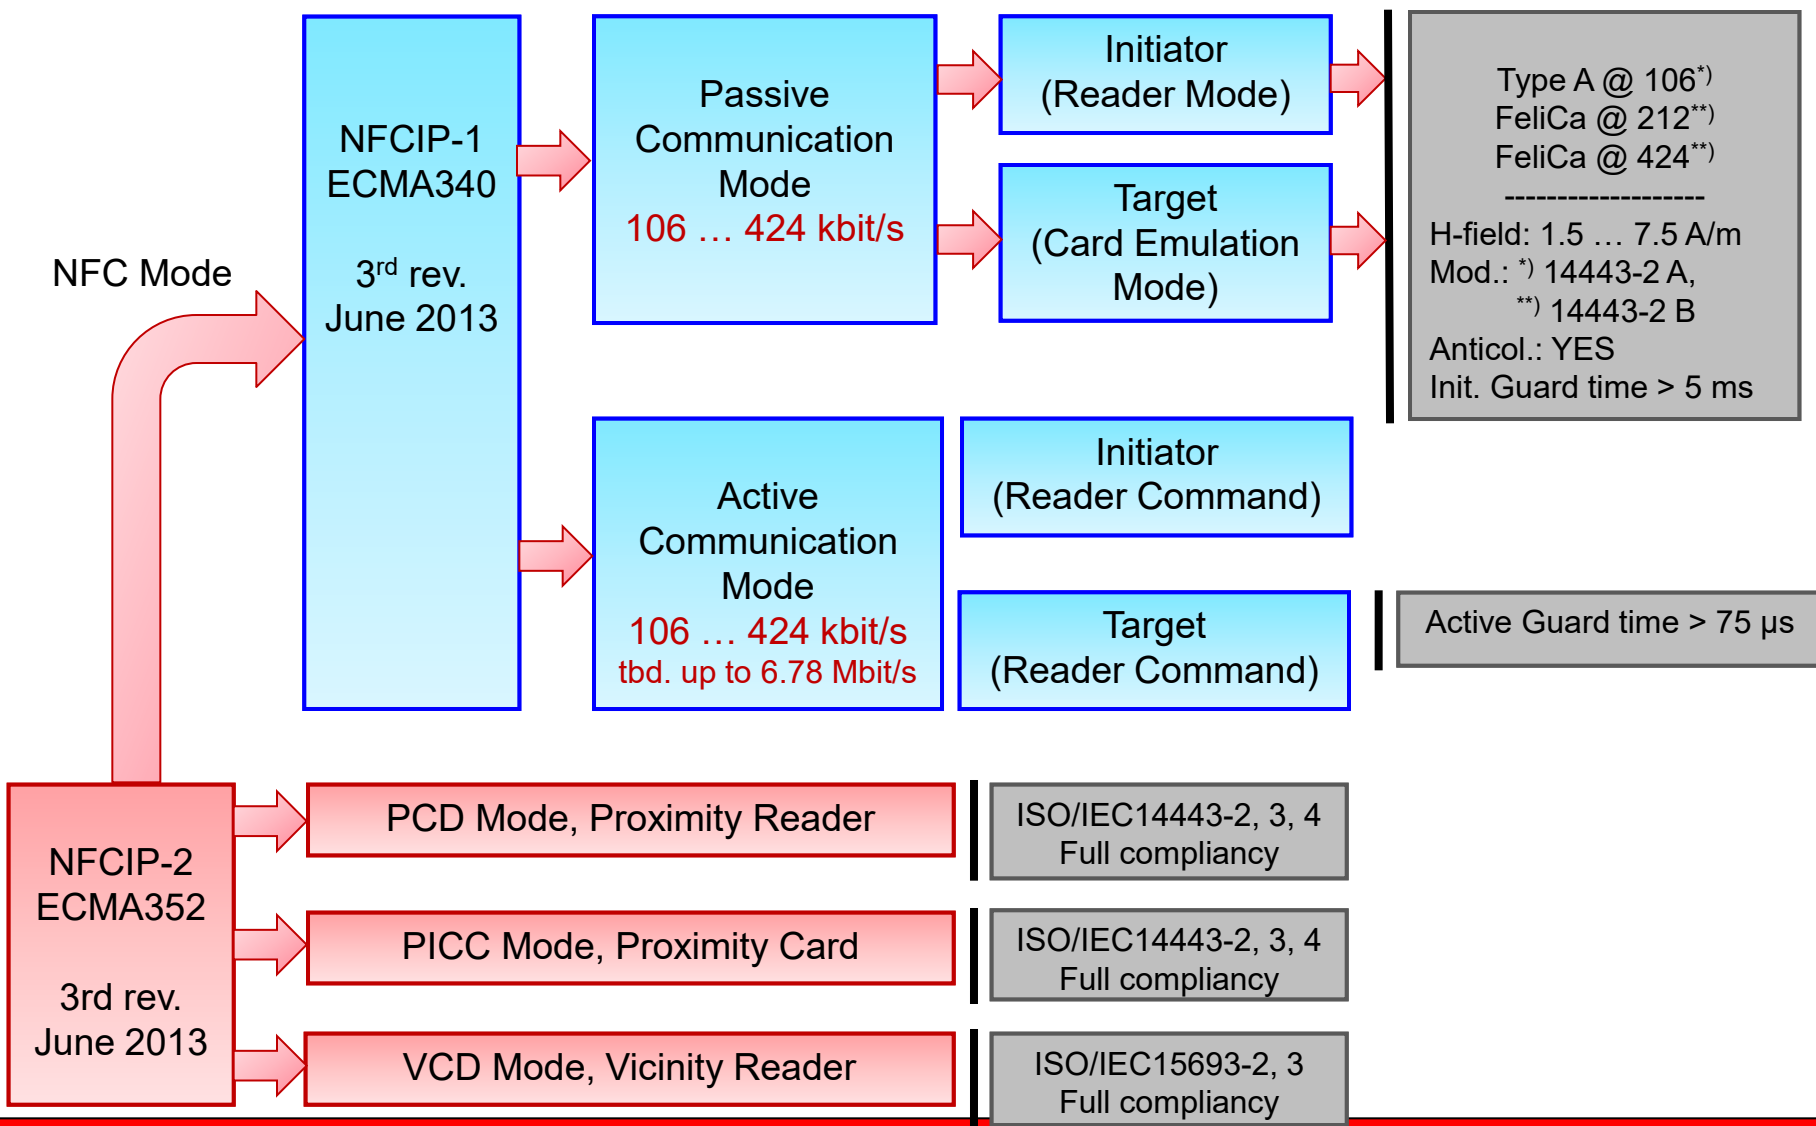 NFC Mode
NFCIP-1
ECMA340
3rd rev.
June 2013
Passive
Communication
Mode
106 … 424 kbit/s
Initiator
(Reader Mode)
Target
(Card Emulation
Mode)
Type A @ 106*)
FeliCa @ 212**)
FeliCa @ 424**)
-------------------
H-field: 1.5 … 7.5 A/m
Mod.: *) 14443-2 A,
**) 14443-2 B
Anticol.: YES
Init. Guard time > 5 ms
Active
Communication
Mode
106 … 424 kbit/s
tbd. up to 6.78 Mbit/s
Initiator
(Reader Command)
Target
(Reader Command)
Active Guard time > 75 µs
NFCIP-2
ECMA352
3rd rev.
June 2013
PCD Mode, Proximity Reader
ISO/IEC14443-2, 3, 4
Full compliancy
PICC Mode, Proximity Card
ISO/IEC14443-2, 3, 4
Full compliancy
VCD Mode, Vicinity Reader
ISO/IEC15693-2, 3
Full compliancy